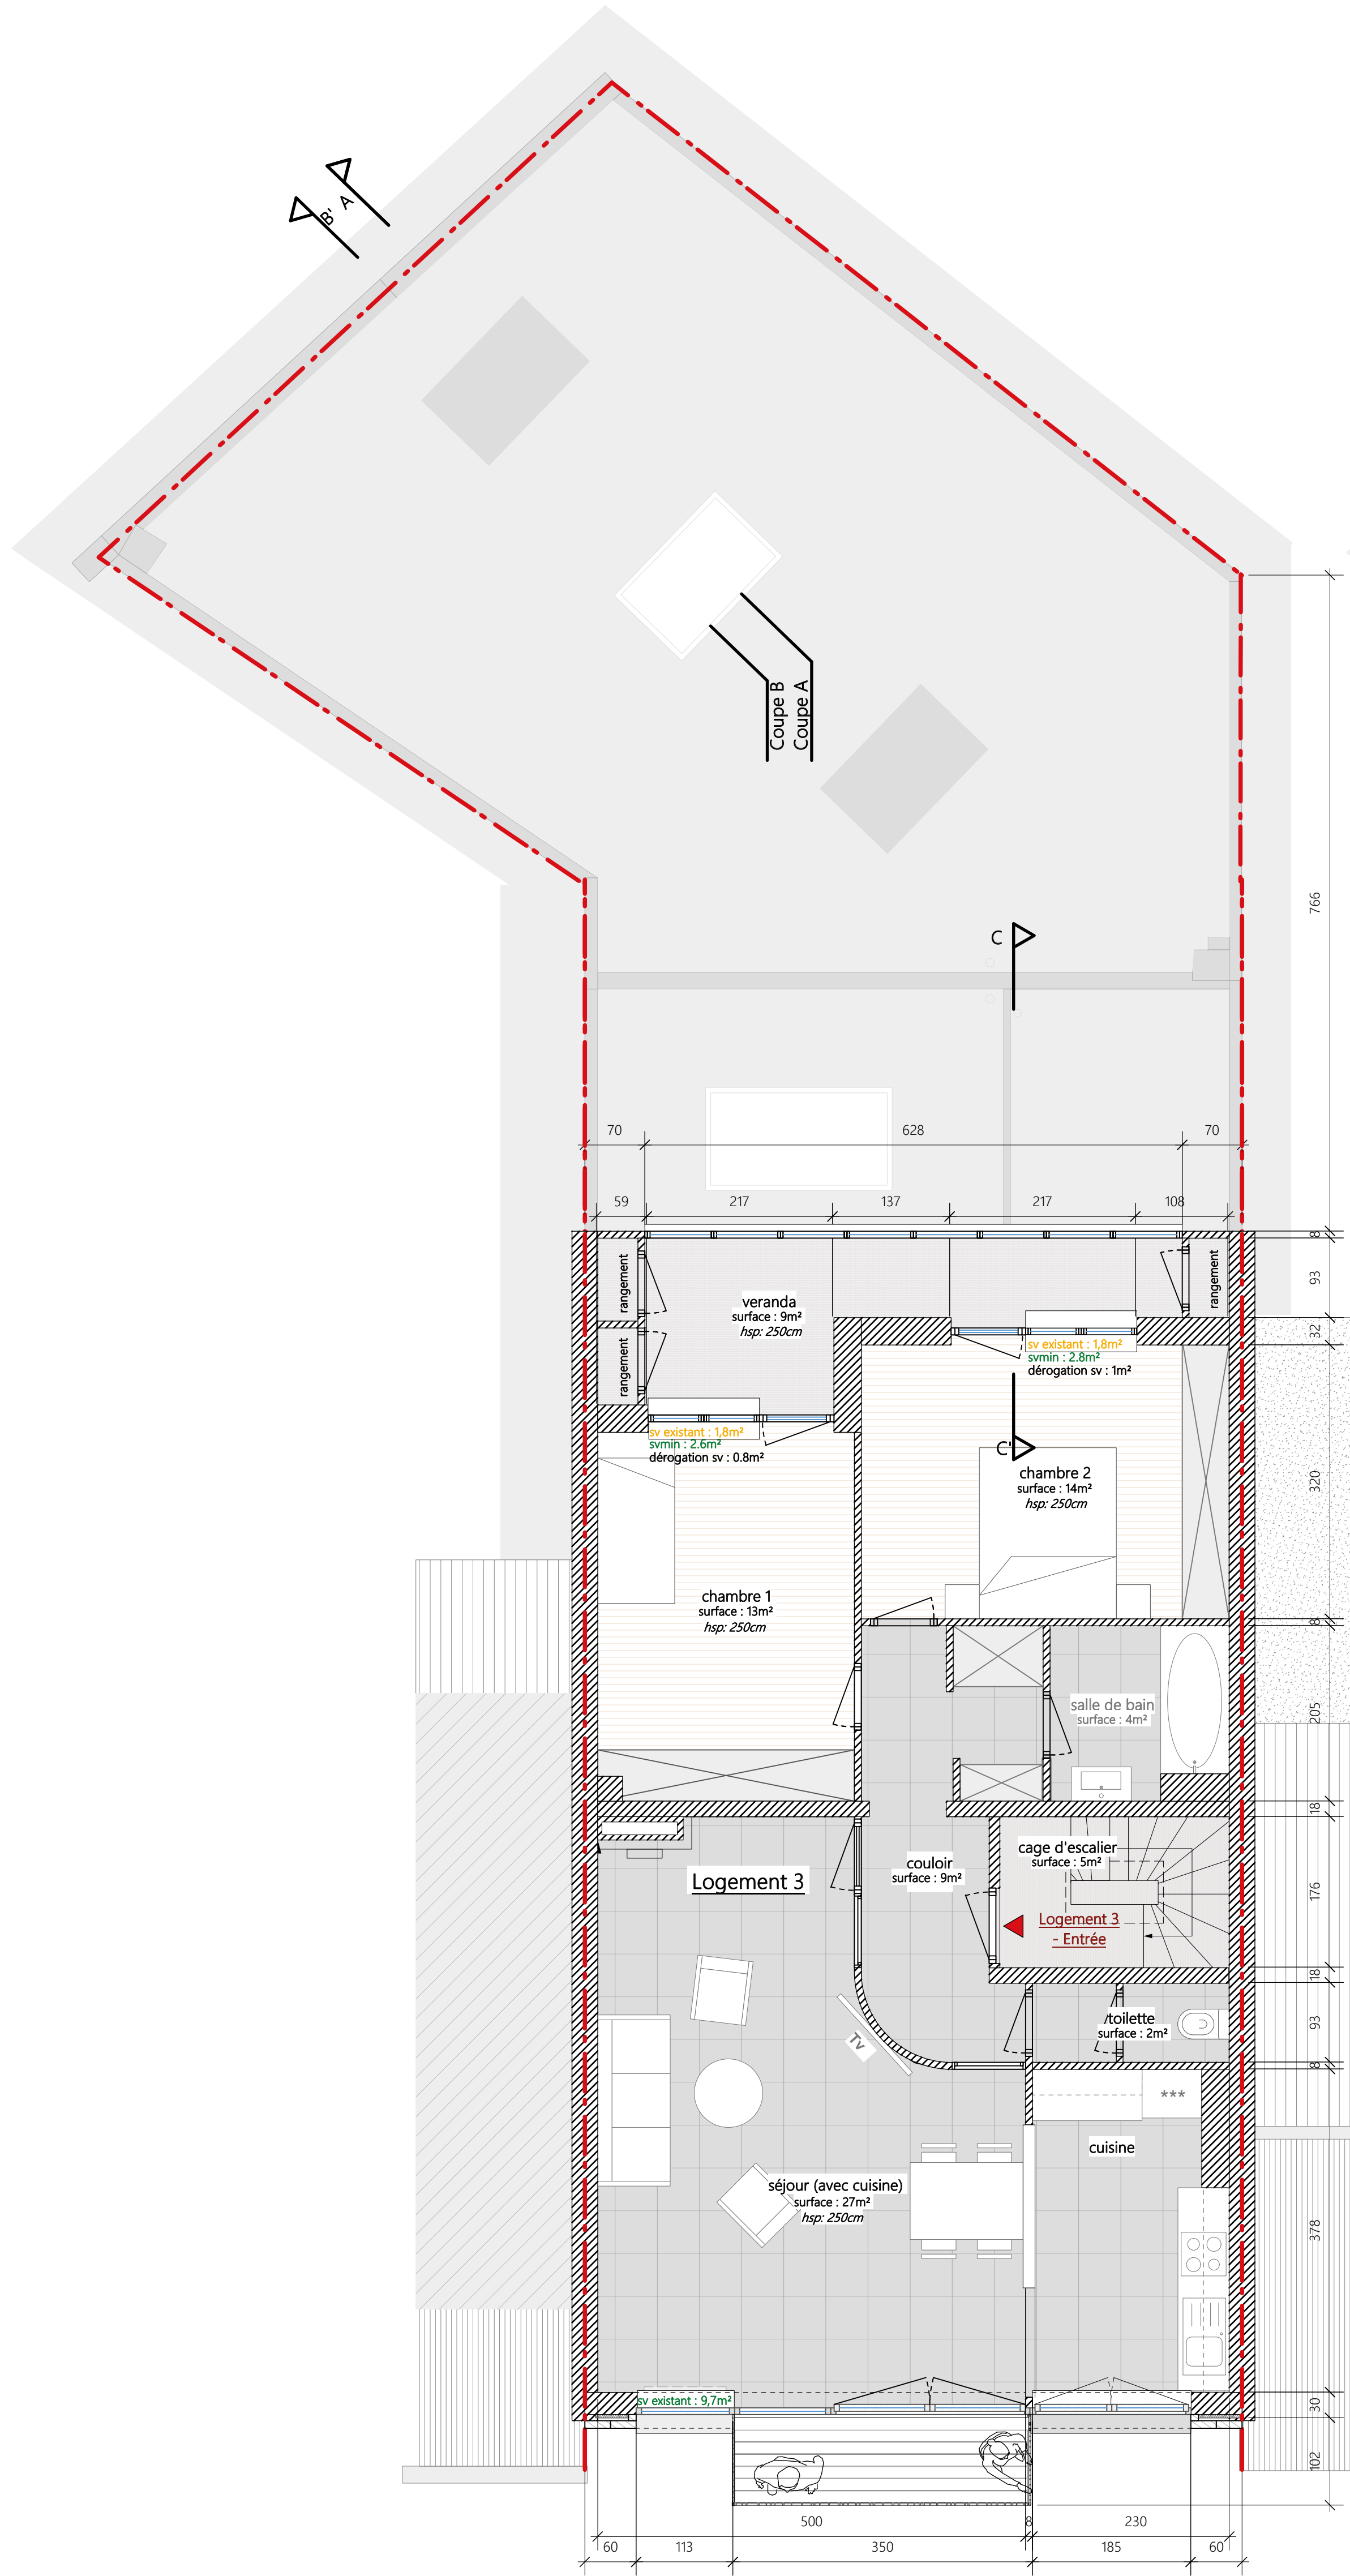 B' A
Coupe B
Coupe A
C
766
70
628
70
59
217
137
217
108
8
93
32
rangement
rangement
veranda
surface : 9m²
hsp: 250cm
rangement
sv existant : 1,8m²
svmin : 2.8m²
dérogation sv : 1m²
sv existant : 1,8m²
svmin : 2.6m²
dérogation sv : 0.8m²
C'
chambre 2
surface : 14m²
hsp: 250cm
320
chambre 1
surface : 13m²
hsp: 250cm
8
salle de bain
surface : 4m²
205
18
Logement 3
couloir
surface : 9m²
cage d'escalier
surface : 5m²
176
Logement 3
- Entrée
18
toilette
surface : 2m²
93
Tv
8
***
cuisine
séjour (avec cuisine)
surface : 27m²
hsp: 250cm
378
sv existant : 9,7m²
30
102
500
8
230
60
113
350
185
60